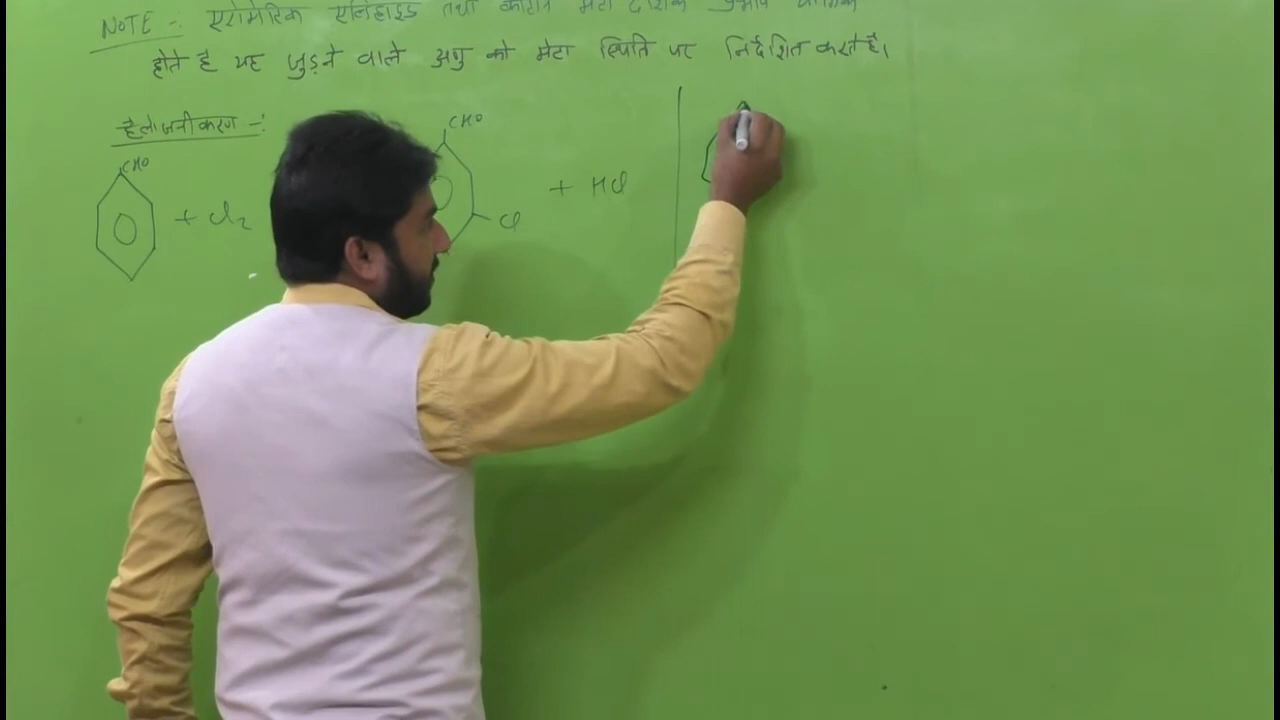 NOTE :- एरोमेटिक एल्डिहाइड तथा कीटोन मेटा
होते है यह जुड़ने वाले अणु को मेटा स्थिति पर निर्देशित करते है।
हैलोजनीकरण -:
CHO
+ Cl₂
CHO
Cl
+ HCl